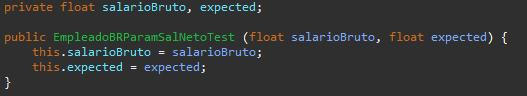 private float salarioBruto, expected;
public EmpleadoBRParamSalNetoTest (float salarioBruto, float expected) {
this.salarioBruto = salarioBruto;
this.expected = expected;
}